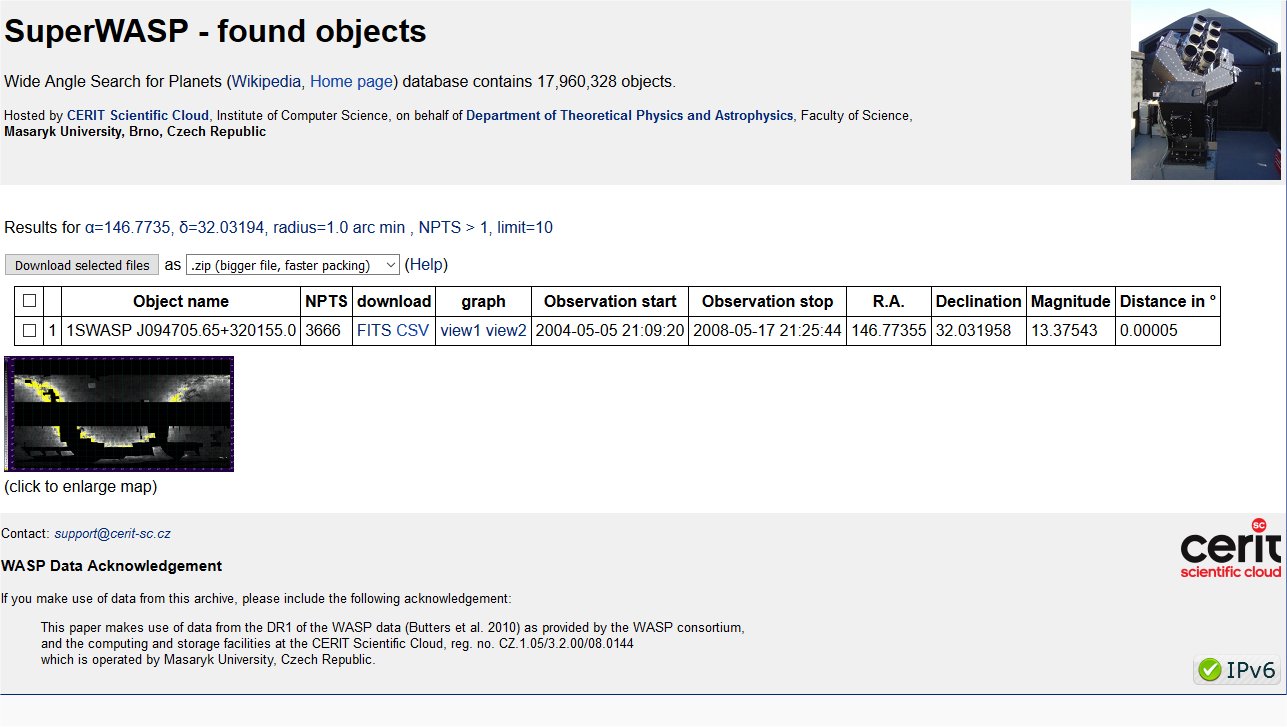 SuperWASP - found objects
Wide Angle Search for Planets (Wikipedia, Home page) database contains 17,960,328 objects.
Hosted by CERIT Scientific Cloud, Institute of Computer Science, on behalf of Department of Theoretical Physics and Astrophysics, Faculty of Science,
Masaryk University, Brno, Czech Republic
Results for α=146.7735, δ=32.03194, radius=1.0 arc min , NPTS > 1, limit=10
Download selected files as .zip (bigger file, faster packing) (Help)
Object name NPTS download graph Observation start Observation stop R.A. Declination Magnitude Distance in °
1 1SWASP J094705.65+320155.0 3666 FITS CSV view1 view2 2004-05-05 21:09:20 2008-05-17 21:25:44 146.77355 32.031958 13.37543 0.00005
(click to enlarge map)
Contact: support@cerit-sc.cz
sc
cerit
scientific cloud
WASP Data Acknowledgement
If you make use of data from this archive, please include the following acknowledgement:
This paper makes use of data from the DR1 of the WASP data (Butters et al. 2010) as provided by the WASP consortium,
and the computing and storage facilities at the CERIT Scientific Cloud, reg. no. CZ.1.05/3.2.00/08.0144
which is operated by Masaryk University, Czech Republic.
IPv6